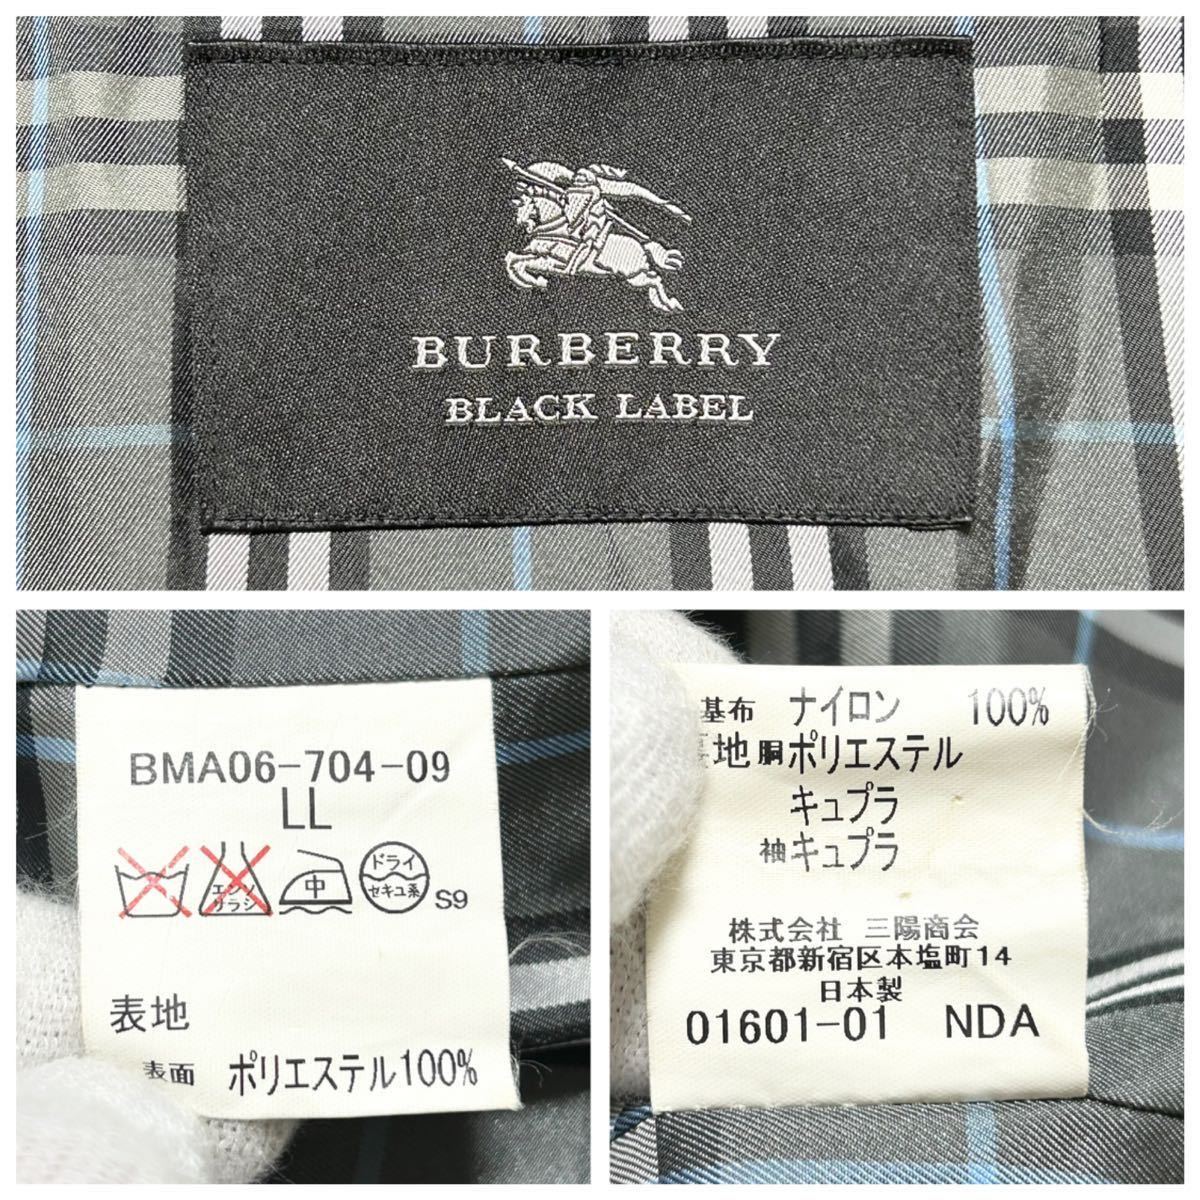 BURBERRY
BLACK LABEL
BMA06-704-09
LL
エンソ
サラシ
中
ドライ
セキユ系
S9
表地
表面 ポリエステル100%
基布 ナイロン 100%
裏地 胴ポリエステル
キュプラ
袖キュプラ
株式会社 三陽商会
東京都新宿区本塩町14
日本製
01601-01 NDA